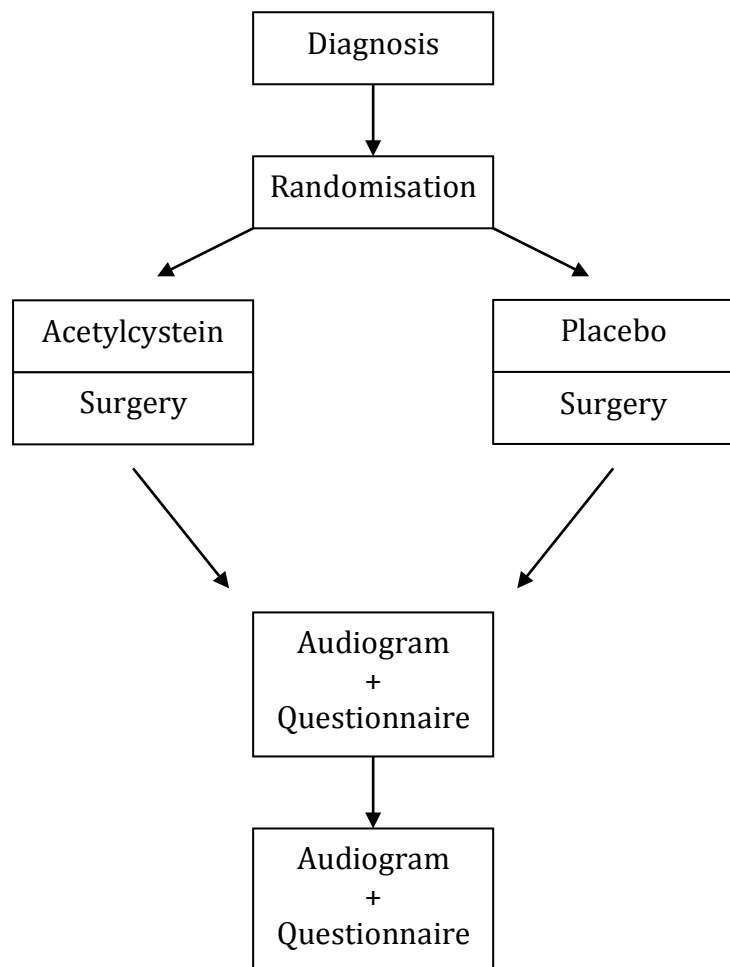 Diagnosis
Randomisation
Acetylcystein
Surgery
Placebo
Surgery
Audiogram
+
Questionnaire
Audiogram
+
Questionnaire